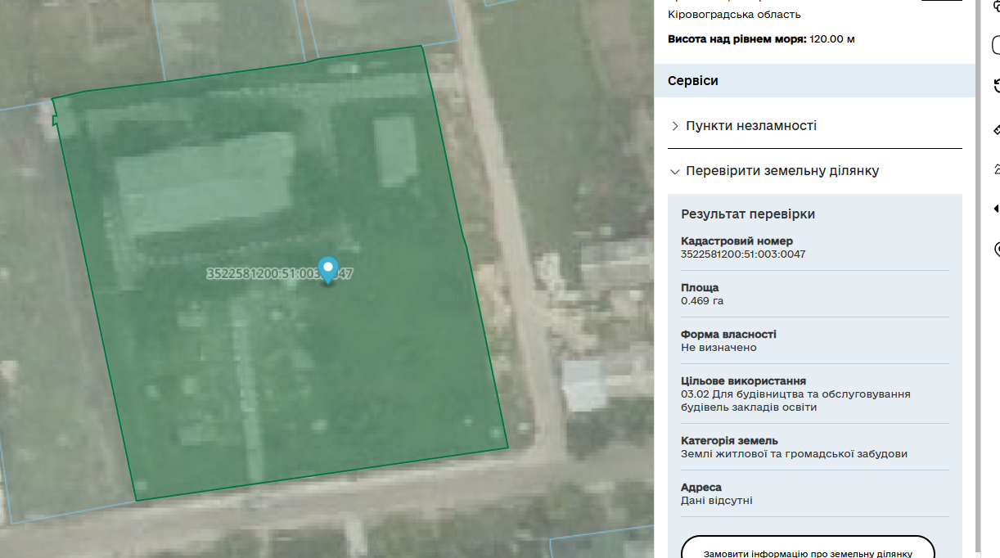 Кіровоградська область
Висота над рівнем моря: 120.00 м
Сервіси
Пункти незламності
Перевірити земельну ділянку
Результат перевірки
Кадастровий номер
3522581200:51:003:0047
Площа
0.469 га
Форма власності
Не визначено
Цільове використання
03.02 Для будівництва та обслуговування
будівель закладів освіти
Категорія земель
Землі житлової та громадської забудови
Адреса
Дані відсутні
Замовити інформацію про земельну ділянку
3522581200:51:003:0047